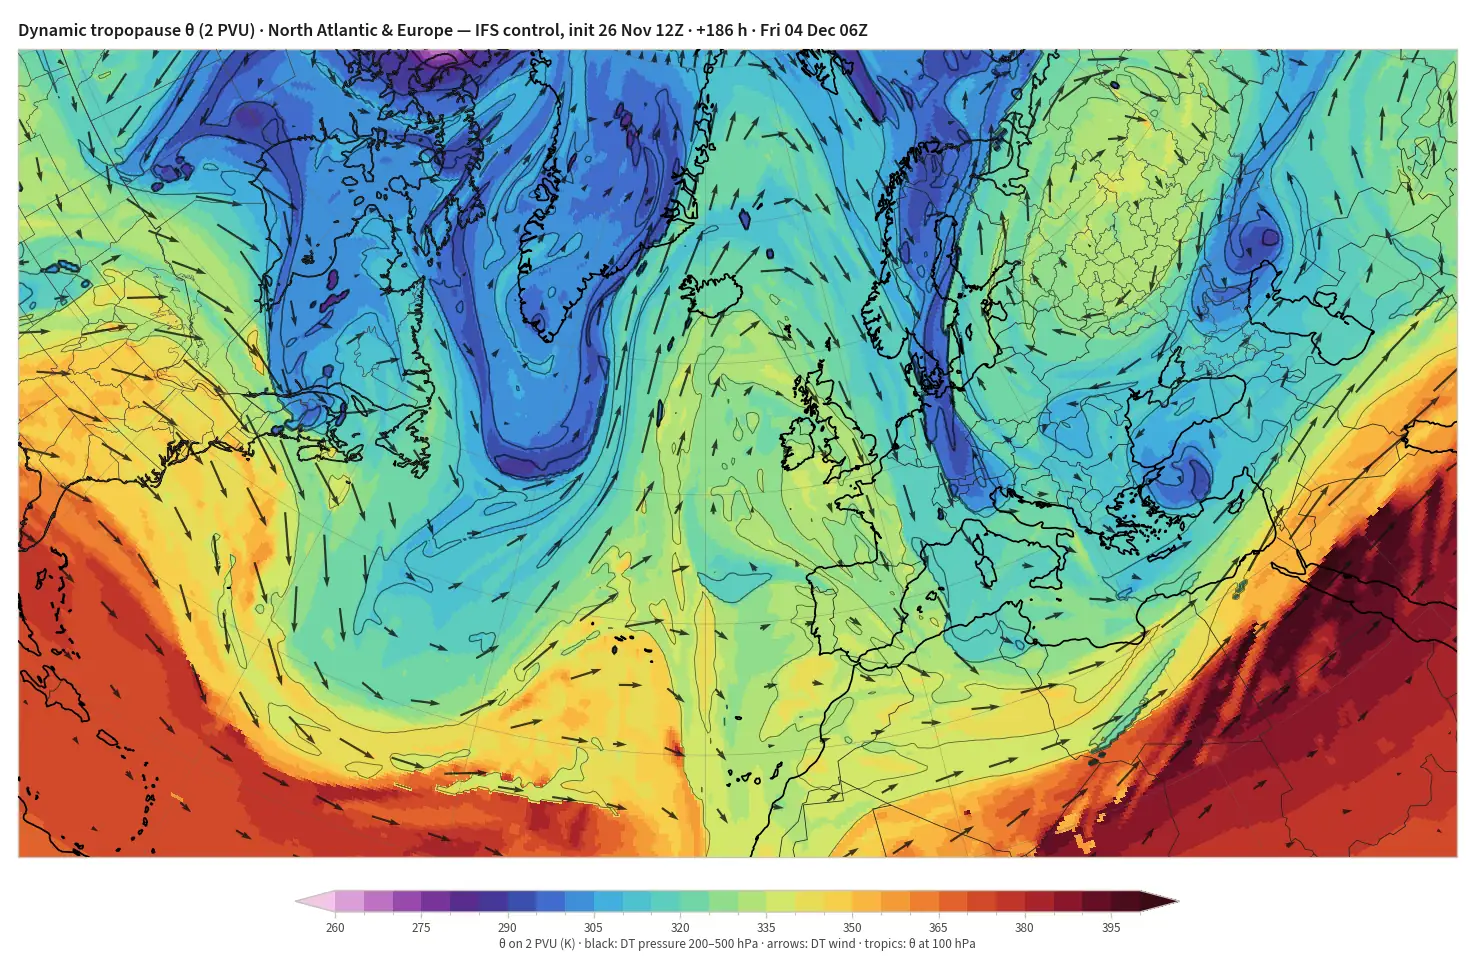 Dynamic tropopause θ (2 PVU) · North Atlantic & Europe — IFS control, init 26 Nov 12Z · +186 h · Fri 04 Dec 06Z
260 275 290 305 320 335 350 365 380 395
θ on 2 PVU (K) · black: DT pressure 200–500 hPa · arrows: DT wind · tropics: θ at 100 hPa